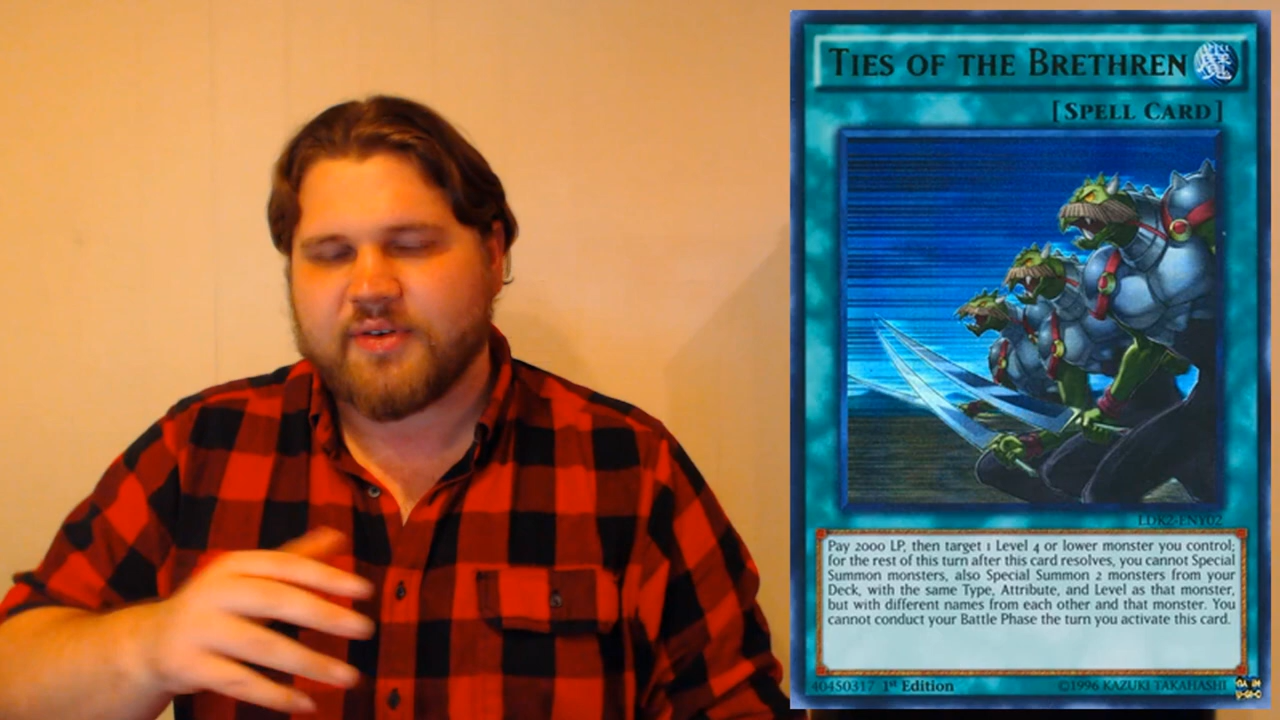 TIES OF THE BRETHREN
[SPELL CARD]
LDK2-ENY02
Pay 2000 LP, then target 1 Level 4 or lower monster you control;
for the rest of this turn after this card resolves, you cannot Special
Summon monsters, also Special Summon 2 monsters from your
Deck, with the same Type, Attribute, and Level as that monster,
but with different names from each other and that monster. You
cannot conduct your Battle Phase the turn you activate this card.
40450317 1st Edition ©1996 KAZUKI TAKAHASHI